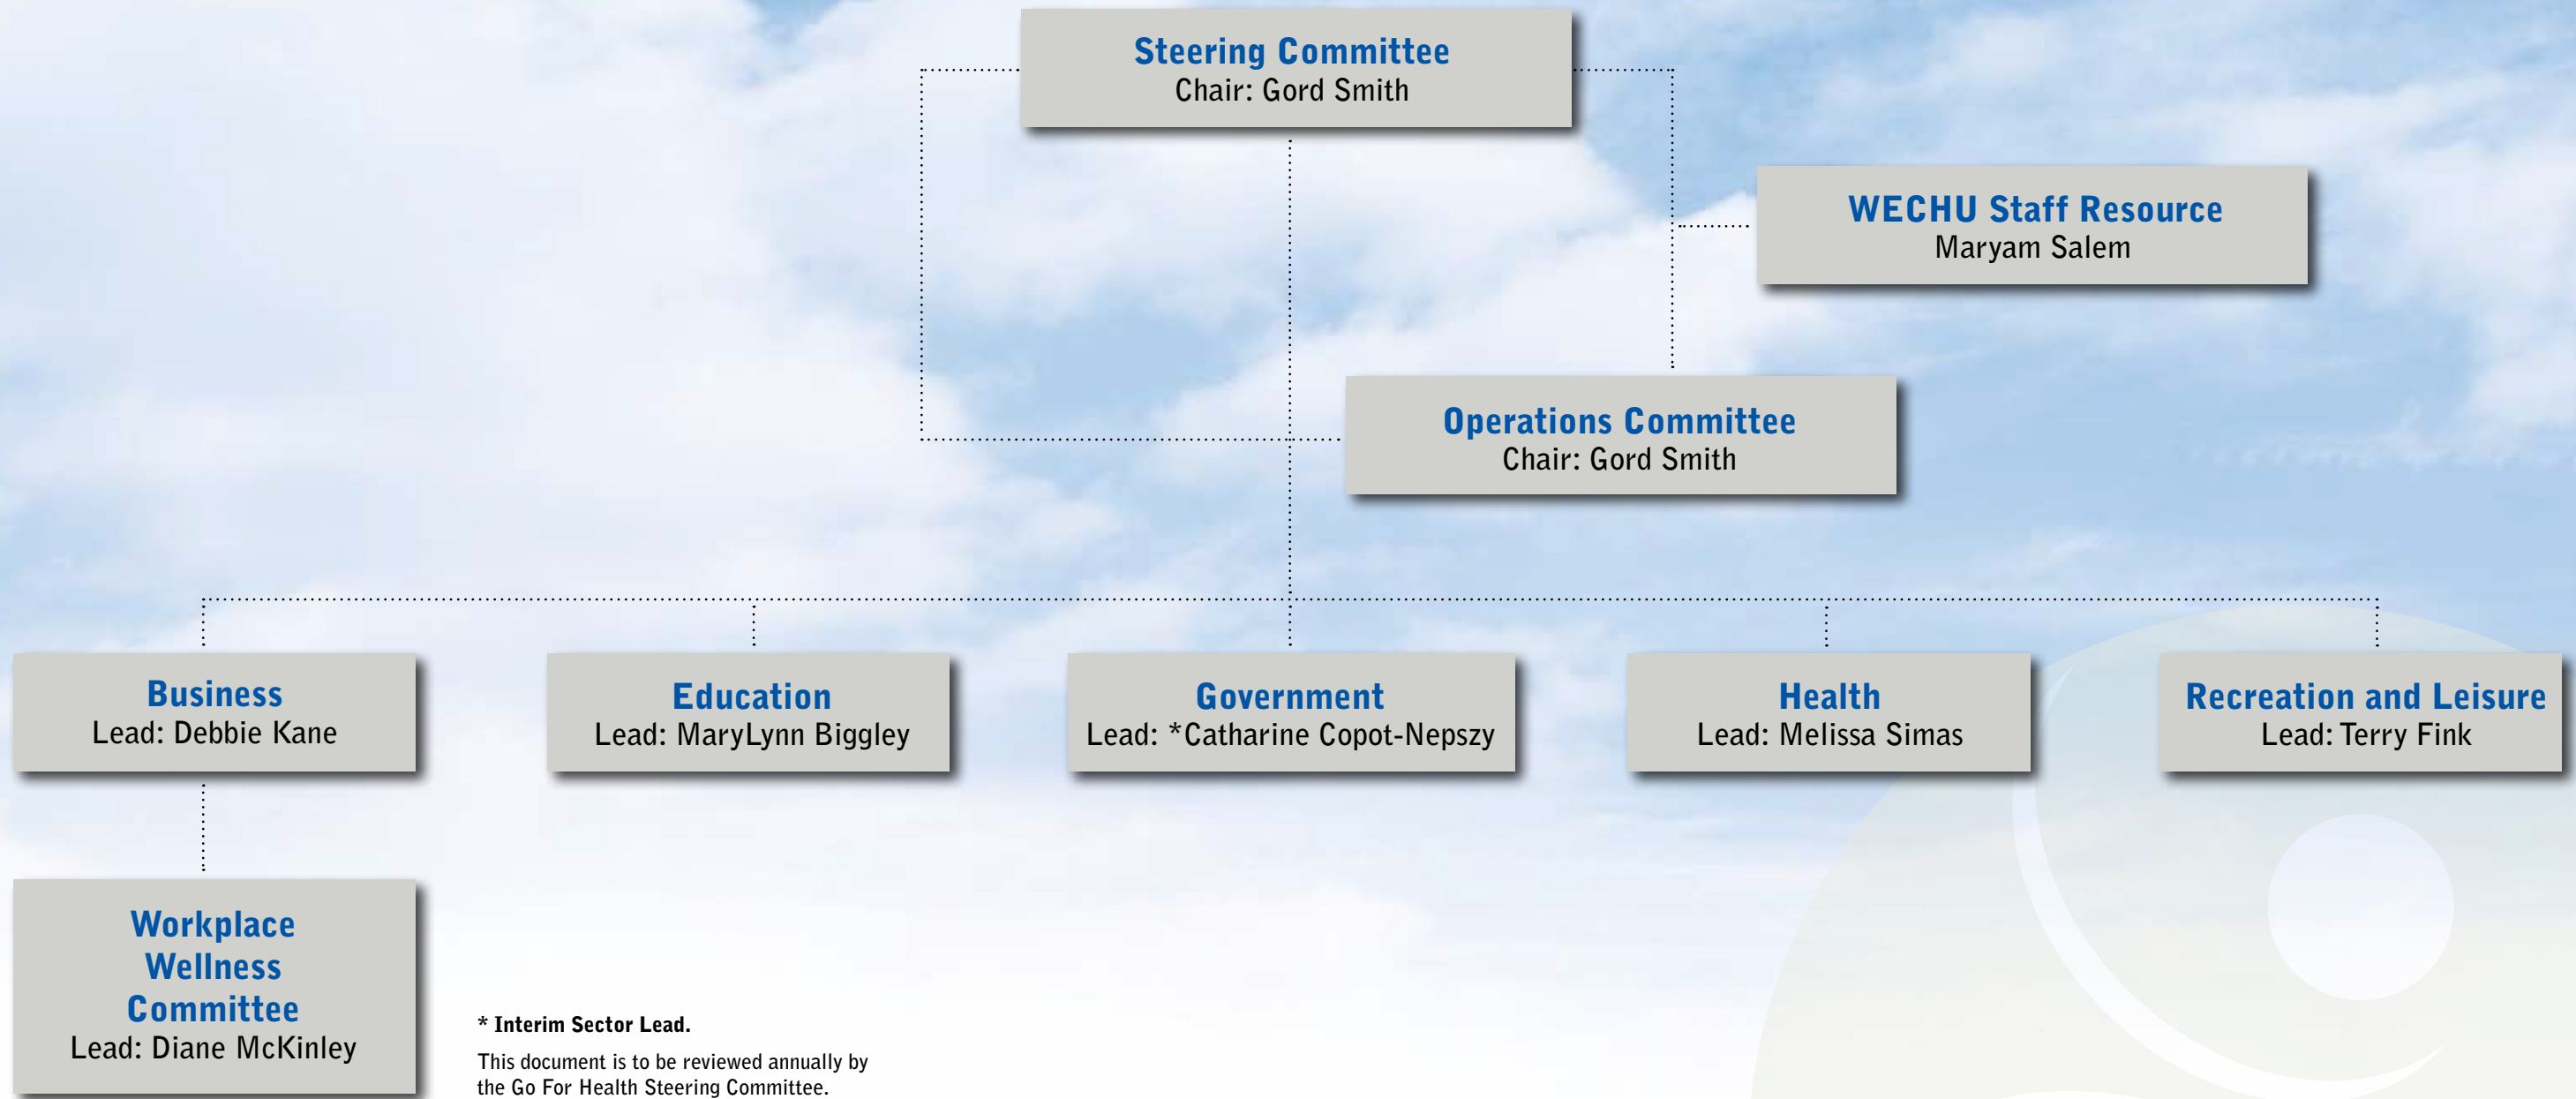 Steering Committee
Chair: Gord Smith
WECHU Staff Resource
Maryam Salem
Operations Committee
Chair: Gord Smith
Business
Lead: Debbie Kane
Education
Lead: MaryLynn Biggley
Government
Lead: *Catharine Copot-Nepszy
Health
Lead: Melissa Simas
Recreation and Leisure
Lead: Terry Fink
Workplace
Wellness
Committee
Lead: Diane McKinley
* Interim Sector Lead.
This document is to be reviewed annually by
the Go For Health Steering Committee.